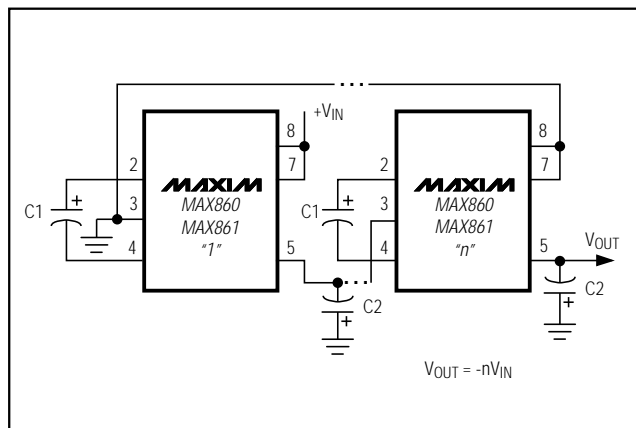 +VIN
8
7
2
3
4
5
C1
MAXIM
MAX860
MAX861
"1"
C2
8
7
2
3
4
5
C1
MAXIM
MAX860
MAX861
"n"
VOUT
C2
VOUT = -nVIN